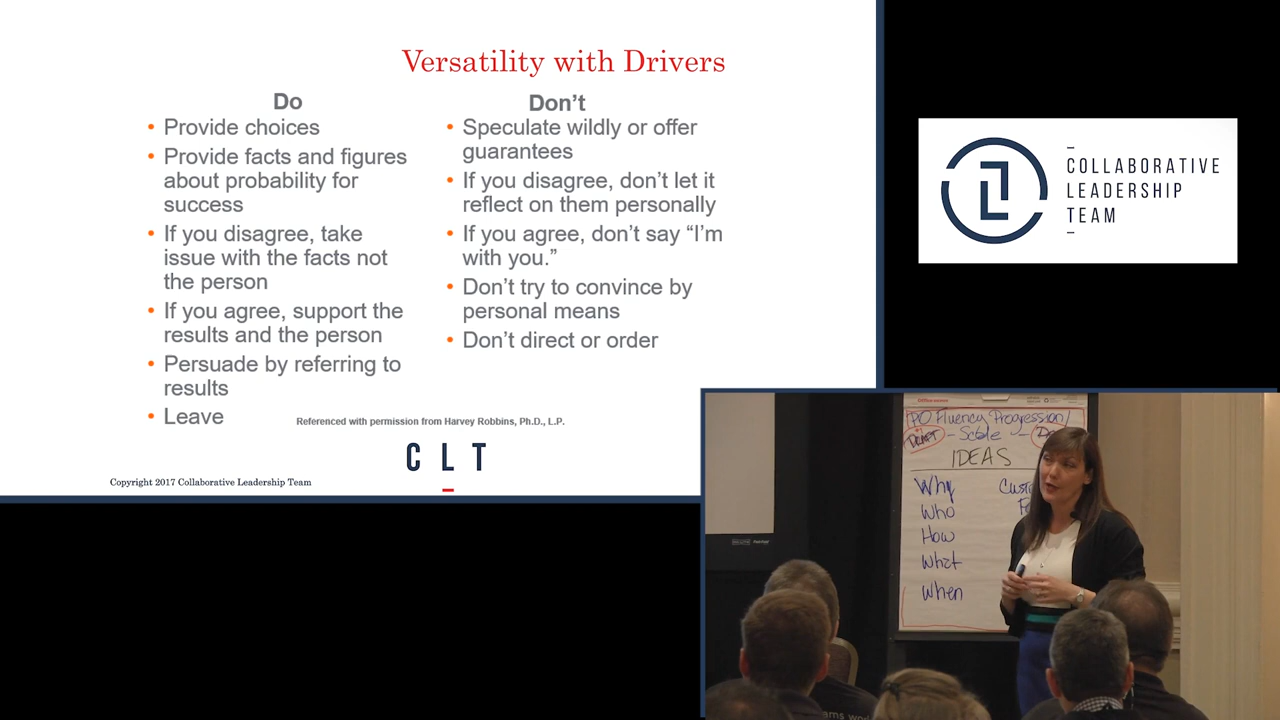 Versatility with Drivers
Do
• Provide choices
• Provide facts and figures
about probability for
success
• If you disagree, take
issue with the facts not
the person
• If you agree, support the
results and the person
• Persuade by referring to
results
• Leave
Don’t
• Speculate wildly or offer
guarantees
• If you disagree, don’t let it
reflect on them personally
• If you agree, don’t say “I’m
with you.”
• Don’t try to convince by
personal means
• Don’t direct or order
Referenced with permission from Harvey Robbins, Ph.D., L.P.
CLT
Copyright 2017 Collaborative Leadership Team
COLLABORATIVE
LEADERSHIP
TEAM
PO Fluency Progression/
DRAFT - Scale -
IDEAS
Why
Who
How
What
When